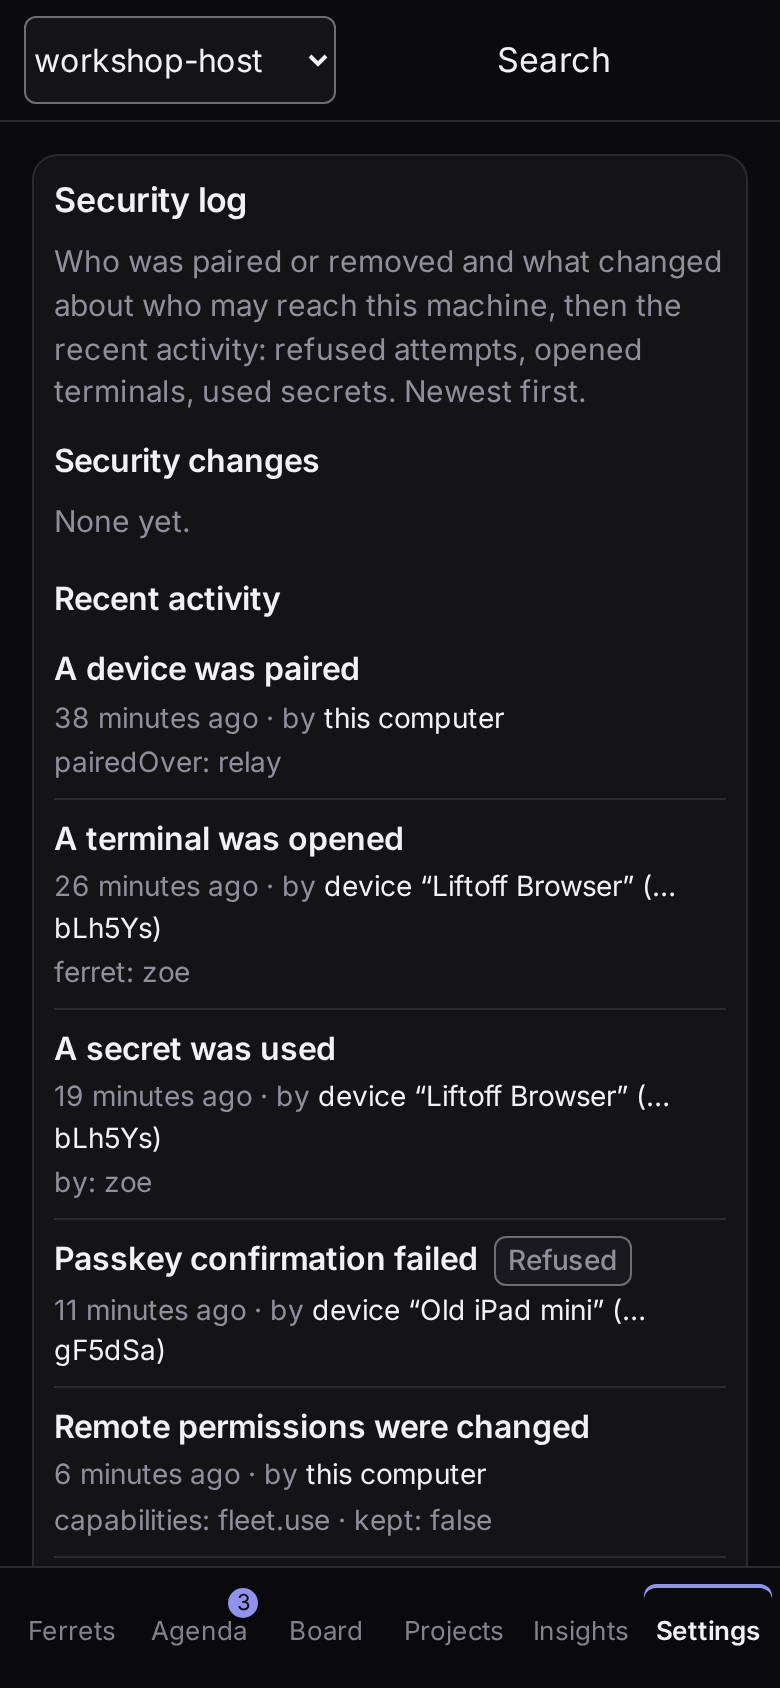 workshop-host
Search
Security log
Who was paired or removed and what changed
about who may reach this machine, then the
recent activity: refused attempts, opened
terminals, used secrets. Newest first.
Security changes
None yet.
Recent activity
A device was paired
38 minutes ago · by this computer
pairedOver: relay
A terminal was opened
26 minutes ago · by device “Liftoff Browser” (…
bLh5Ys)
ferret: zoe
A secret was used
19 minutes ago · by device “Liftoff Browser” (…
bLh5Ys)
by: zoe
Passkey confirmation failed Refused
11 minutes ago · by device “Old iPad mini” (…
gF5dSa)
Remote permissions were changed
6 minutes ago · by this computer
capabilities: fleet.use · kept: false
3
Ferrets Agenda Board Projects Insights Settings